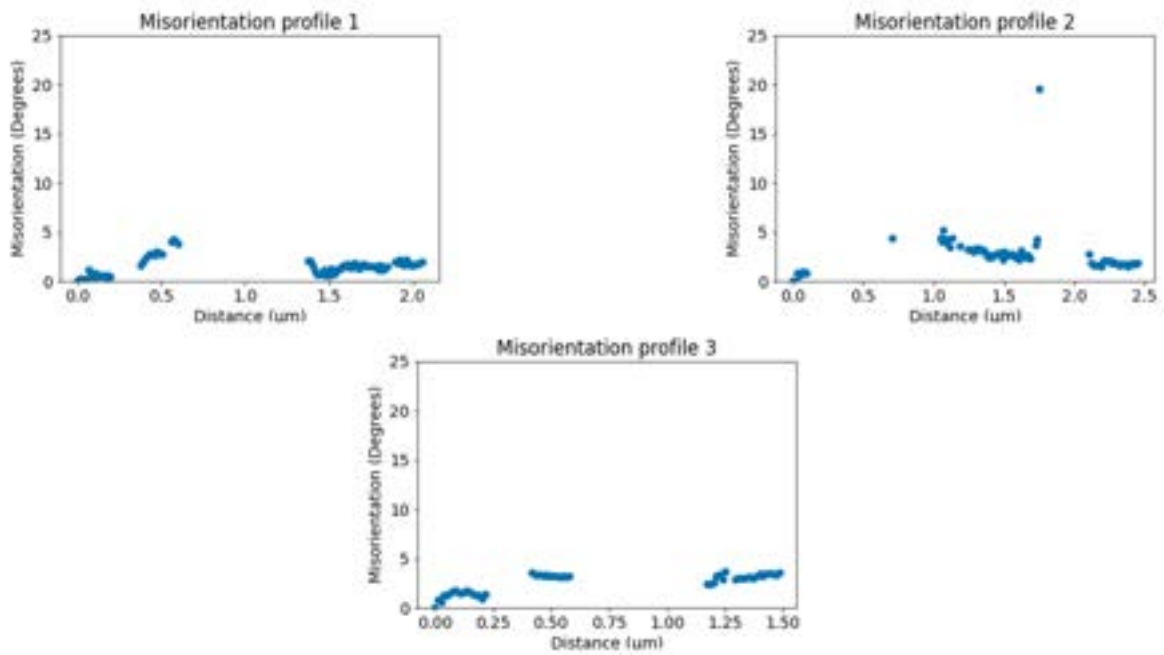 Misorientation profile 1
25
20
15
10
5
0
Misorientation (Degrees)
0.0 0.5 1.0 1.5 2.0
Distance (um)
Misorientation profile 2
25
20
15
10
5
0
Misorientation (Degrees)
0.0 0.5 1.0 1.5 2.0 2.5
Distance (um)
Misorientation profile 3
25
20
15
10
5
0
Misorientation (Degrees)
0.00 0.25 0.50 0.75 1.00 1.25 1.50
Distance (um)